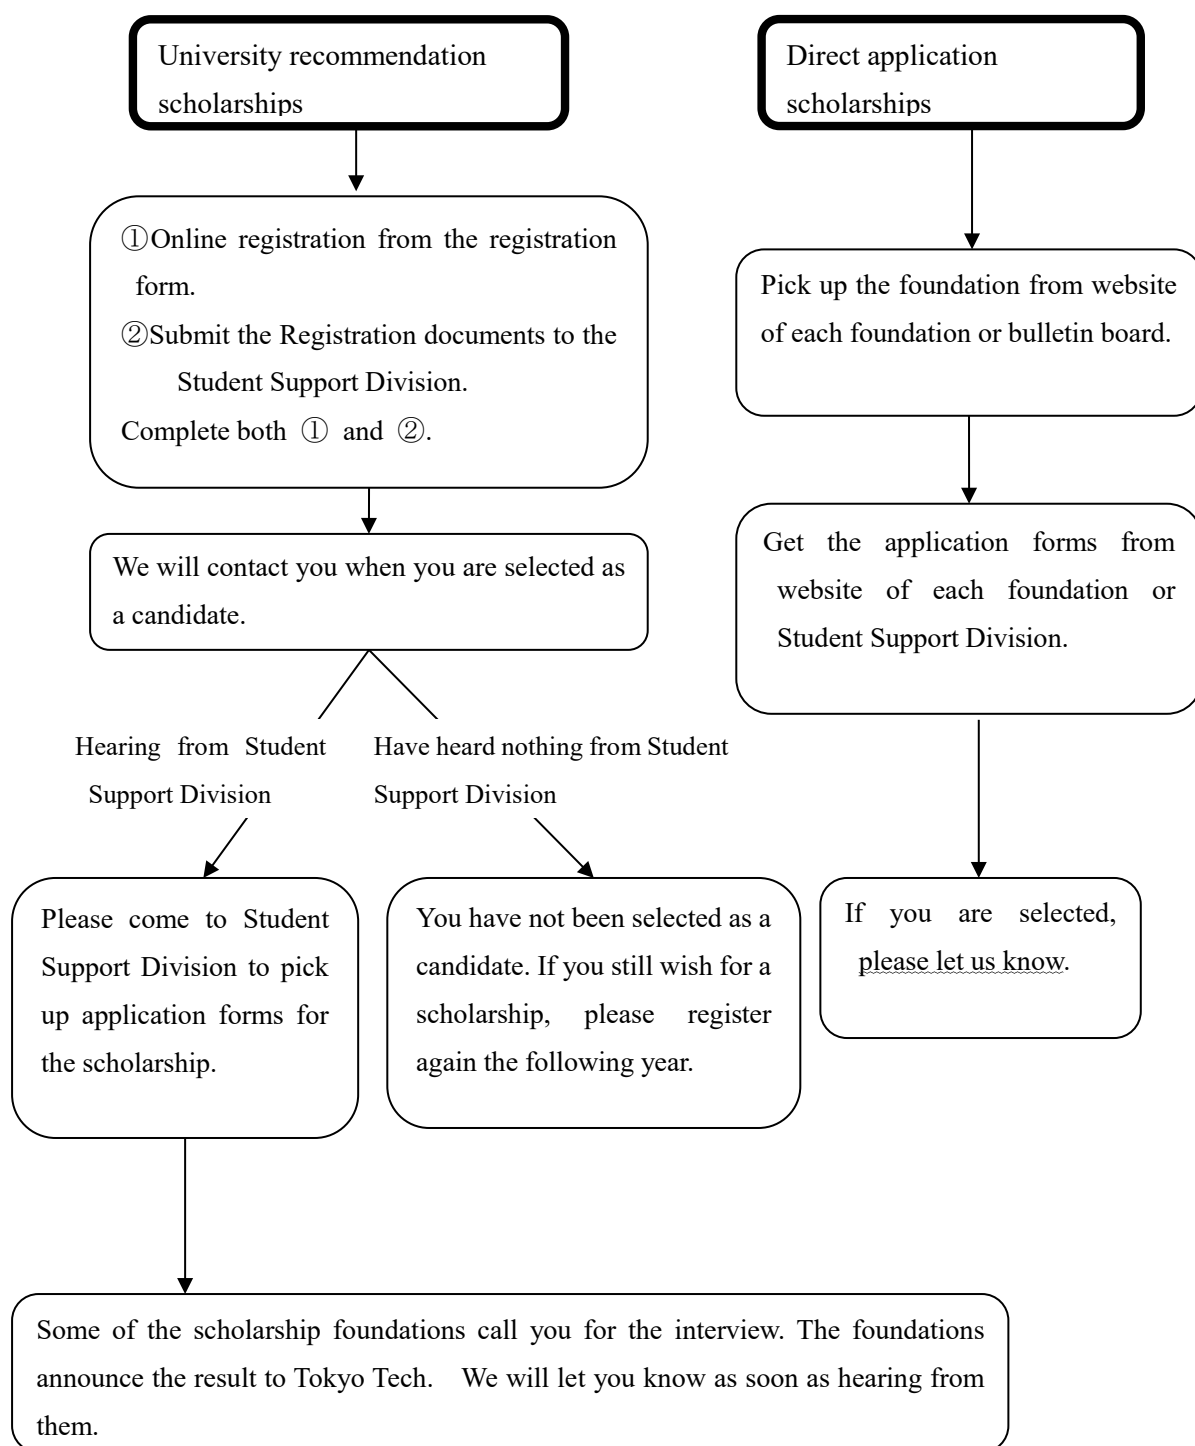 University recommendation
scholarships
①Online registration from the registration
form.
②Submit the Registration documents to the
Student Support Division.
Complete both ① and ②.
We will contact you when you are selected as
a candidate.
Hearing from Student
Support Division
Have heard nothing from Student
Support Division
Please come to Student
Support Division to pick
up application forms for
the scholarship.
You have not been selected as a
candidate. If you still wish for a
scholarship, please register
again the following year.
Direct application
scholarships
Pick up the foundation from website
of each foundation or bulletin board.
Get the application forms from
website of each foundation or
Student Support Division.
If you are selected,
please let us know.
Some of the scholarship foundations call you for the interview. The foundations
announce the result to Tokyo Tech. We will let you know as soon as hearing from
them.